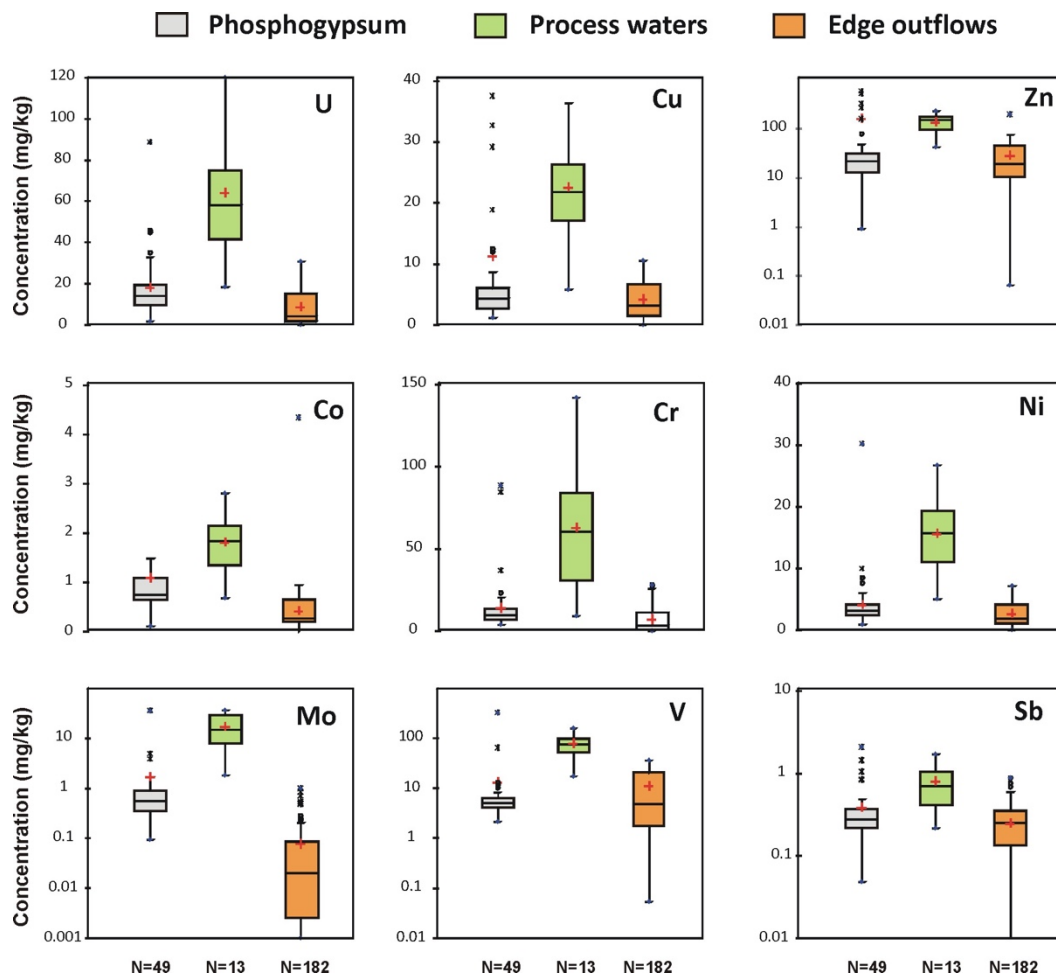 Phosphogypsum Process waters Edge outflows
Concentration (mg/kg)
120
100
80
60
40
20
0
U
40
30
20
10
0
Cu
100
10
1
0.1
0.01
Zn
Concentration (mg/kg)
5
4
3
2
1
0
Co
150
100
50
0
Cr
40
30
20
10
0
Ni
Concentration (mg/kg)
10
1
0.1
0.01
0.001
Mo
100
10
1
0.1
0.01
V
10
1
0.1
0.01
Sb
N=49 N=13 N=182
N=49 N=13 N=182
N=49 N=13 N=182